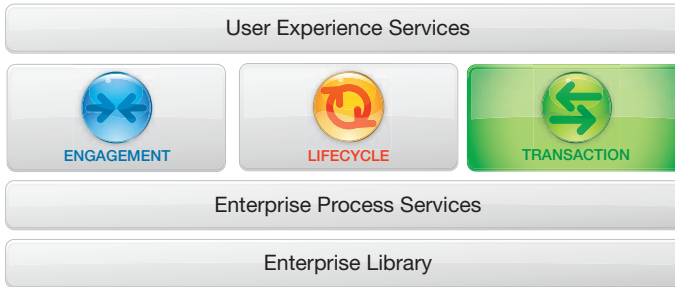 User Experience Services
ENGAGEMENT
LIFECYCLE
TRANSACTION
Enterprise Process Services
Enterprise Library